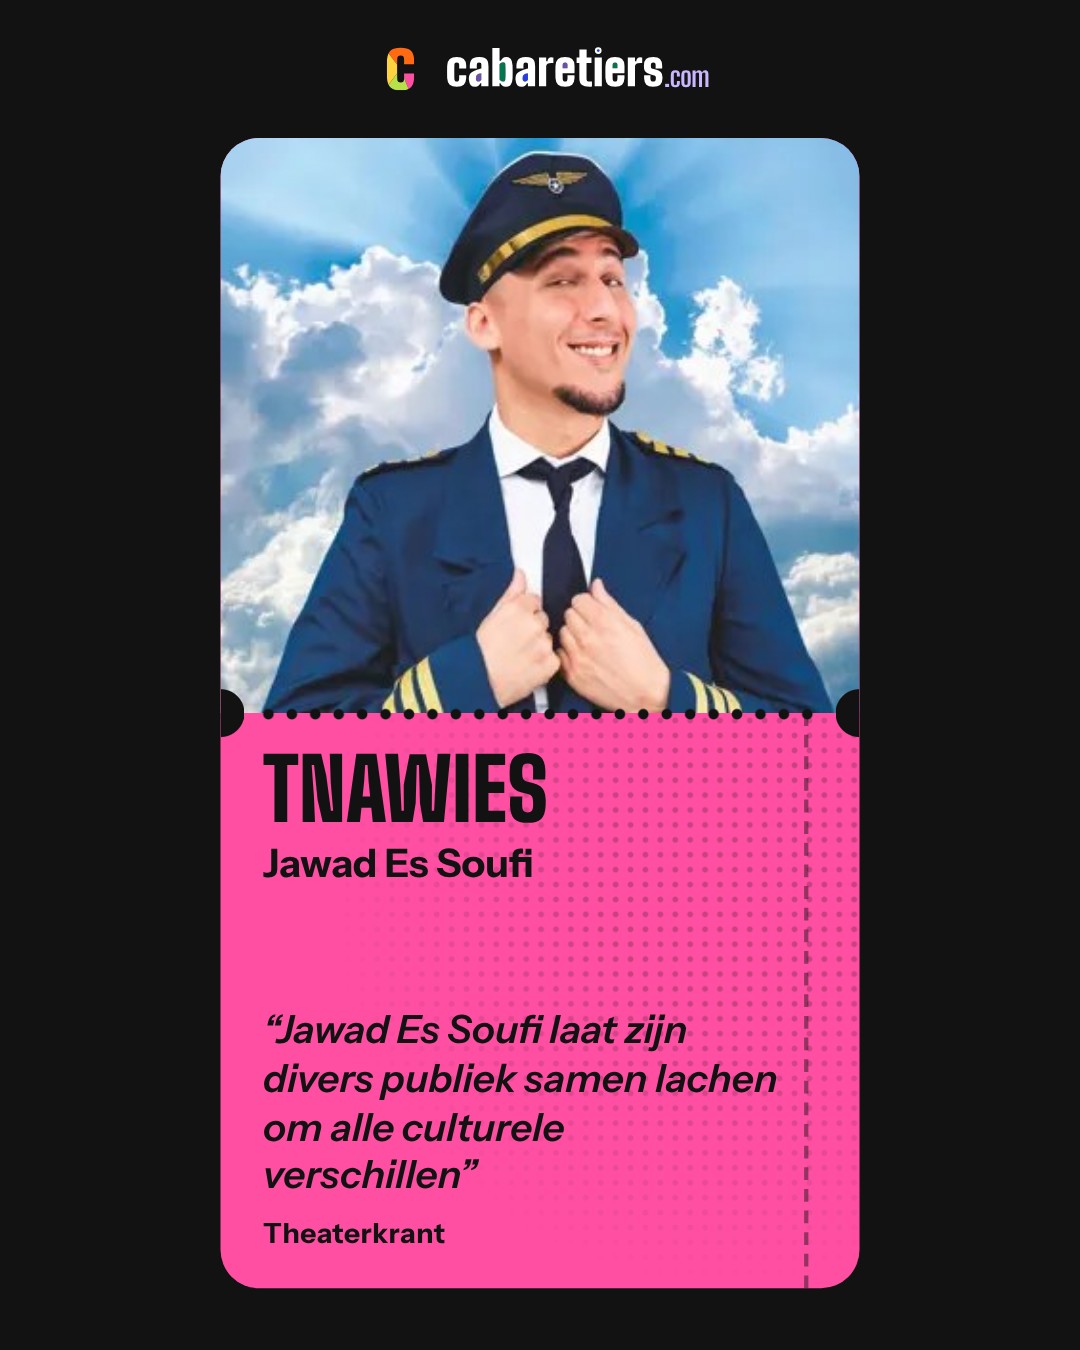 cabaretiers.com
TNAWIES
Jawad Es Soufi
“Jawad Es Soufi laat zijn
divers publiek samen lachen
om alle culturele
verschillen”
Theaterkrant